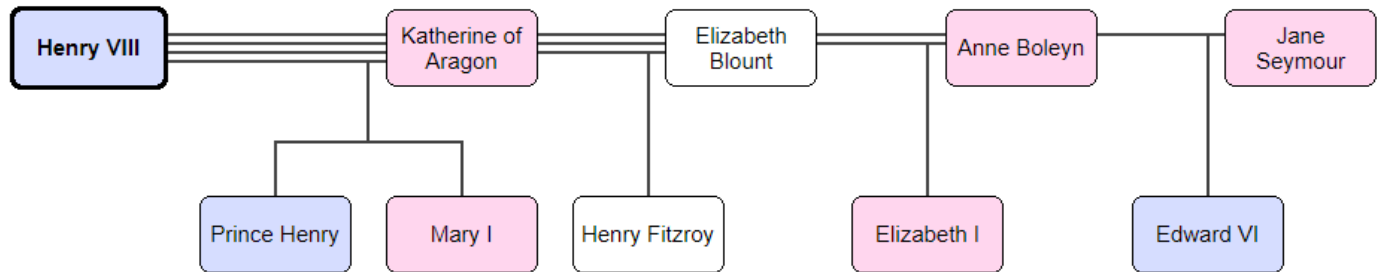 Henry VIII
Katherine of
Aragon
Elizabeth
Blount
Anne Boleyn
Jane
Seymour
Prince Henry
Mary I
Henry Fitzroy
Elizabeth I
Edward VI